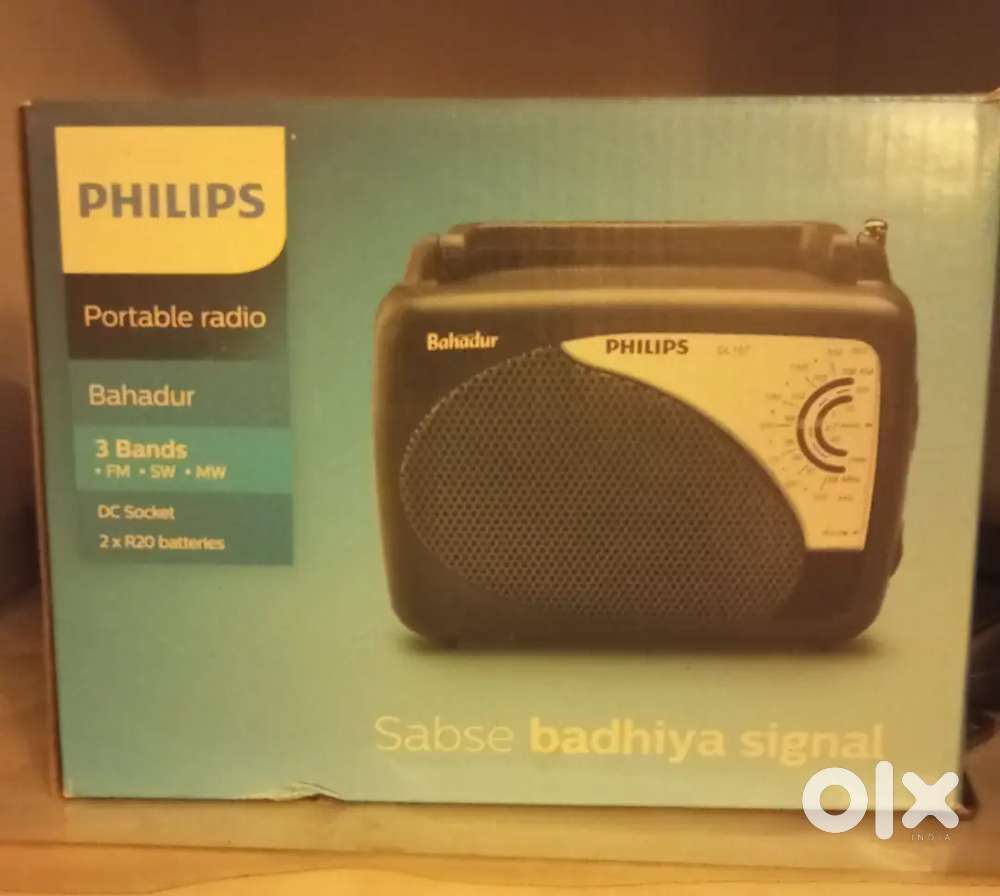 PHILIPS
Portable radio
Bahadur
3 Bands
• FM • SW • MW
DC Socket
2 x R20 batteries
Bahadur
PHILIPS
Sabse badhiya signal
olx
INDIA